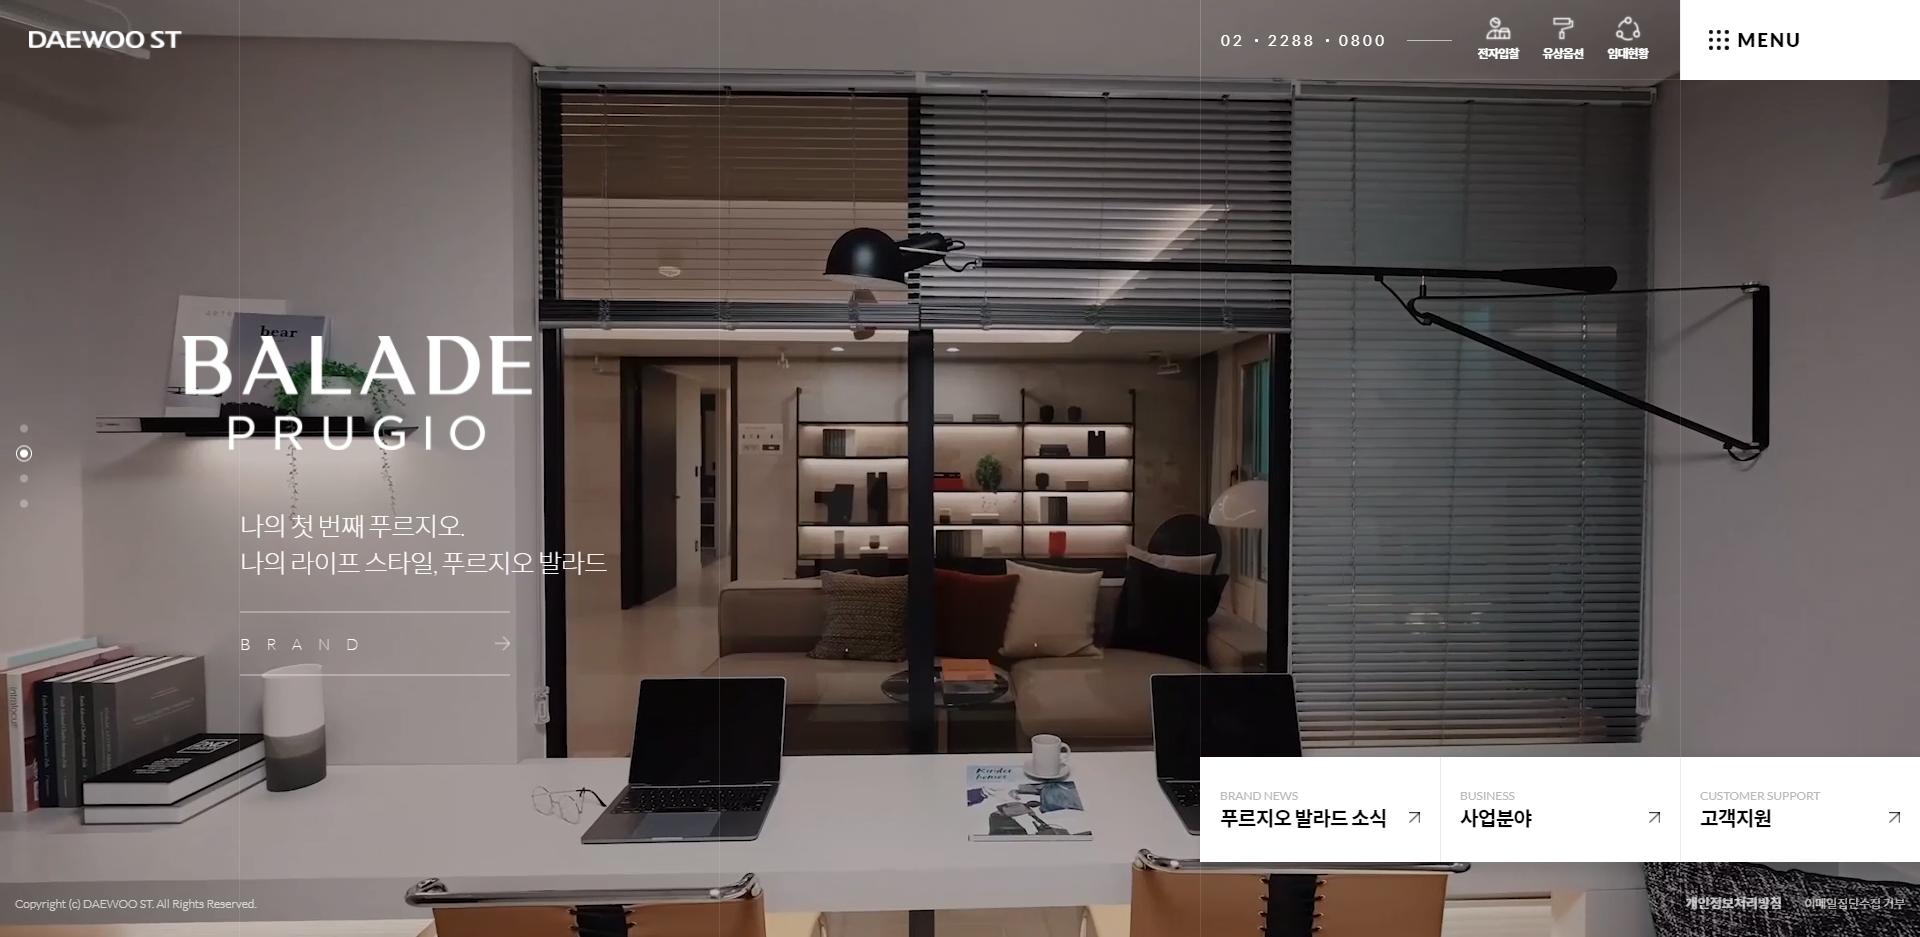 DAEWOO ST
02 · 2288 · 0800
전자입찰
유상옵션
임대현황
MENU
bear
BALADE
PRUGIO
나의 첫 번째 푸르지오.
나의 라이프 스타일, 푸르지오 발라드
BRAND
Kinder
homes
BRAND NEWS
푸르지오 발라드 소식
BUSINESS
사업분야
CUSTOMER SUPPORT
고객지원
Copyright (c) DAEWOO ST. All Rights Reserved.
개인정보처리방침
이메일집단수집 거부